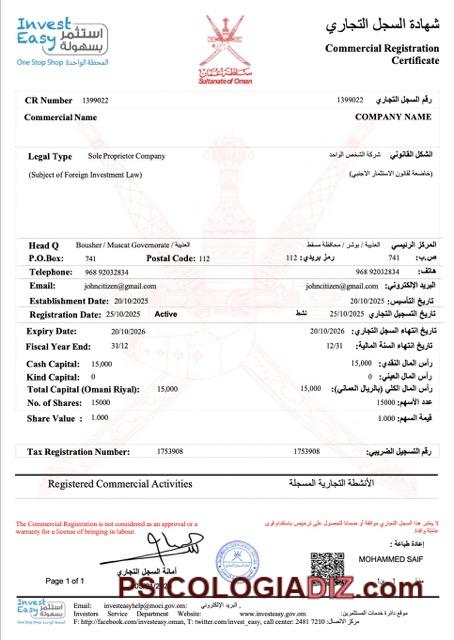 Invest Easy استثمر بسهولة
One Stop Shop المحطة الواحدة
سلطنة عمان
Sultanate of Oman
شهادة السجل التجاري
Commercial Registration
Certificate
CR Number 1399022 1399022 رقم السجل التجاري
Commercial Name COMPANY NAME
Legal Type Sole Proprietor Company شركة الشخص الواحد الشكل القانوني
(Subject of Foreign Investment Law) (خاضعة لقانون الاستثمار الاجنبي)
Head Q Bousher / Muscat Governorate / العذيبة العذيبة / بوشر / محافظة مسقط المركز الرئيسي
P.O.Box: 741 Postal Code: 112 112 رمز بريدي: 741 ص.ب:
Telephone: 968 92032834 968 92032834 هاتف:
Email: johncitizen@gmail.com johncitizen@gmail.com البريد الإلكتروني:
Establishment Date: 20/10/2025 20/10/2025 تاريخ التأسيس:
Registration Date: 25/10/2025 Active نشط 25/10/2025 تاريخ التسجيل التجاري
Expiry Date: 20/10/2026 20/10/2026 تاريخ انتهاء السجل التجاري:
Fiscal Year End: 31/12 12/31 تاريخ انتهاء السنة المالية:
Cash Capital: 15,000 15,000 رأس المال النقدي:
Kind Capital: 0 0 رأس المال العيني:
Total Capital (Omani Riyal): 15,000 15,000 رأس المال الكلي (بالريال العماني):
No. of Shares: 15000 15000 عدد الأسهم:
Share Value : 1.000 1.000 قيمة السهم:
Tax Registration Number: 1753908 1753908 رقم التسجيل الضريبي:
Registered Commercial Activities الأنشطة التجارية المسجلة
The Commercial Registration is not considered as an approval or a
warranty for a license of bringing in labour.
لا يعتبر هذا السجل التجاري موافقة أو ضمانا للحصول على ترخيص باستقدام قوى
عاملة وافدة.
إعادة طباعة :
MOHAMMED SAIF
أمانة السجل التجاري
Page 1 of 1
PSICOLOGIADIZ.com
Invest Easy استثمر بسهولة
Email: investeasyhelp@moci.gov.om: البريد الإلكتروني ,
Investors Service Department Website: www.investeasy.gov.om موقع دائرة خدمات المستثمرين:
F: http://facebook.com/investeasy_oman, T: twitter.com/invest_easy, call center: 2481 7210 مركز الاتصال: